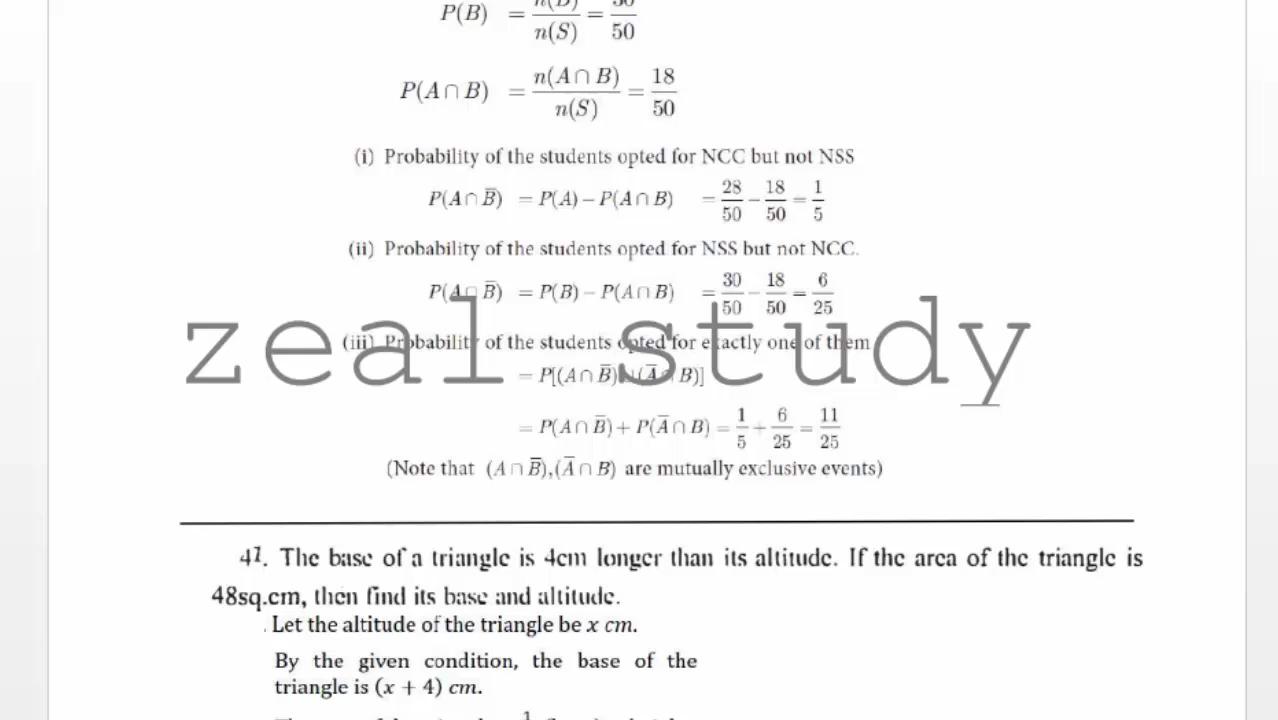 P(B) = n(B)/n(S) = 30/50
P(A∩B) = n(A∩B)/n(S) = 18/50
(i) Probability of the students opted for NCC but not NSS
P(A∩B̅) = P(A) − P(A∩B) = 28/50 − 18/50 = 1/5
(ii) Probability of the students opted for NSS but not NCC.
P(A∩B̅) = P(B) − P(A∩B) = 30/50 − 18/50 = 6/25
zeal study
(iii) Probability of the students opted for exactly one of them
= P[(A∩B̅)∪(A̅∩B)]
= P(A∩B̅) + P(A̅∩B) = 1/5 + 6/25 = 11/25
(Note that (A∩B̅),(A̅∩B) are mutually exclusive events)
41. The base of a triangle is 4cm longer than its altitude. If the area of the triangle is
48sq.cm, then find its base and altitude.
Let the altitude of the triangle be x cm.
By the given condition, the base of the
triangle is (x + 4) cm.